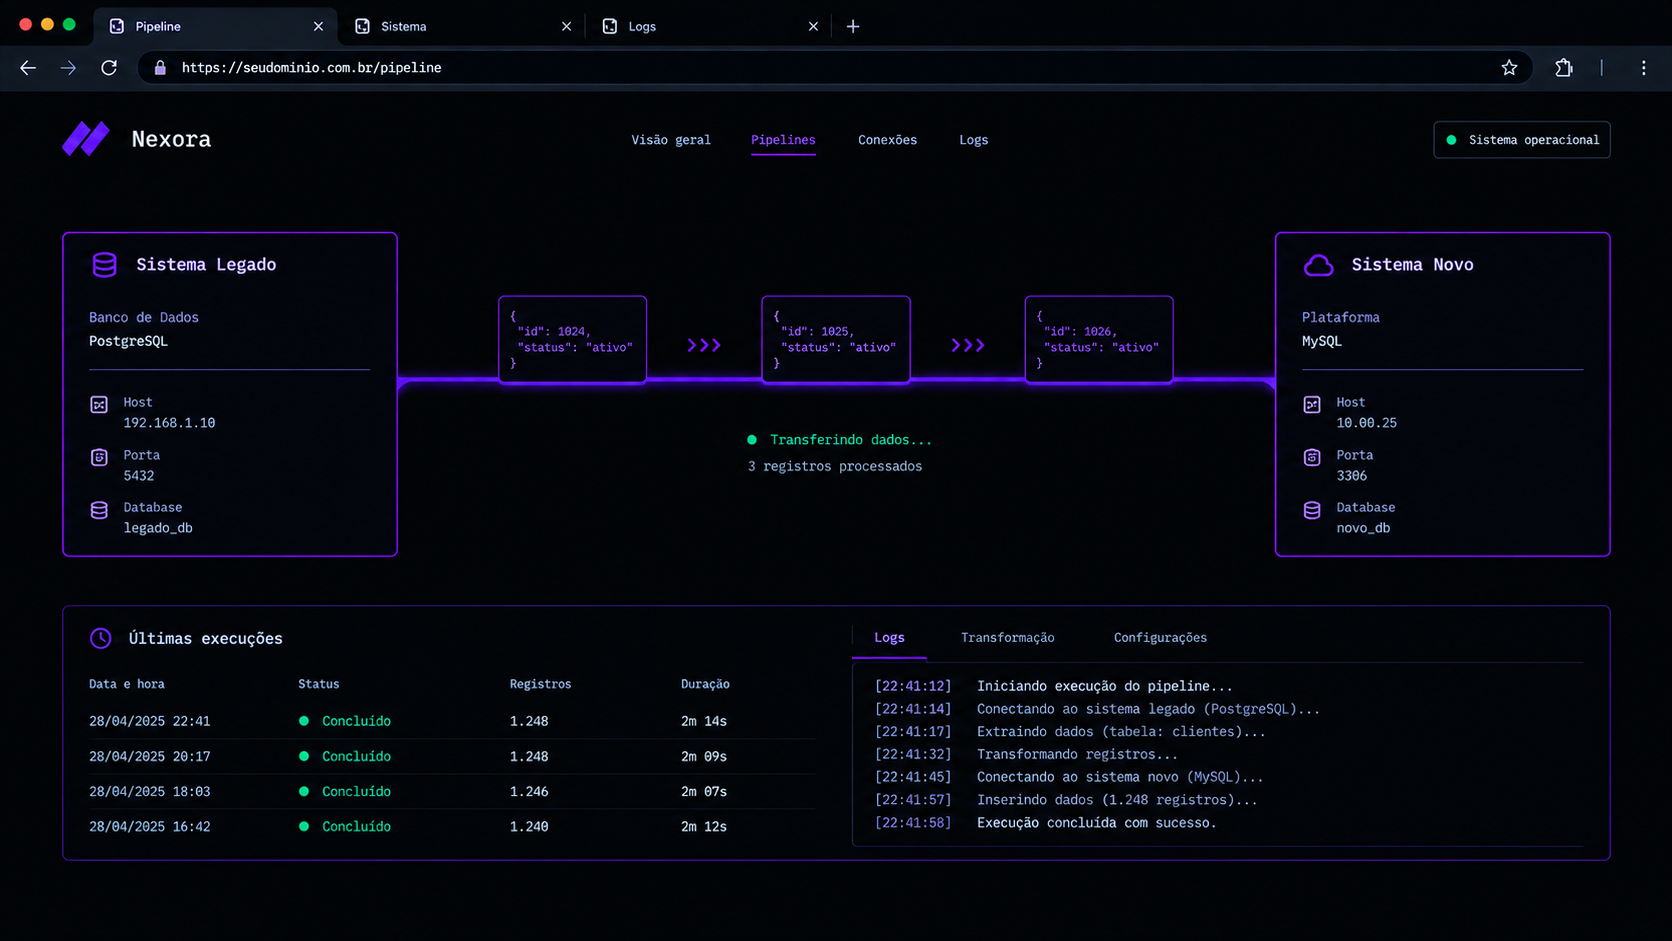 Pipeline
Sistema
Logs
https://seudominio.com.br/pipeline
Nexora
Visão geral
Pipelines
Conexões
Logs
Sistema operacional
Sistema Legado
Banco de Dados
PostgreSQL
Host
192.168.1.10
Porta
5432
Database
legado_db
{
"id": 1024,
"status": "ativo"
}
>>>
{
"id": 1025,
"status": "ativo"
}
>>>
{
"id": 1026,
"status": "ativo"
}
Transferindo dados...
3 registros processados
Sistema Novo
Plataforma
MySQL
Host
10.00.25
Porta
3306
Database
novo_db
Últimas execuções
Data e hora Status Registros Duração
28/04/2025 22:41 Concluído 1.248 2m 14s
28/04/2025 20:17 Concluído 1.248 2m 09s
28/04/2025 18:03 Concluído 1.246 2m 07s
28/04/2025 16:42 Concluído 1.240 2m 12s
Logs Transformação Configurações
[22:41:12] Iniciando execução do pipeline...
[22:41:14] Conectando ao sistema legado (PostgreSQL)...
[22:41:17] Extraindo dados (tabela: clientes)...
[22:41:32] Transformando registros...
[22:41:45] Conectando ao sistema novo (MySQL)...
[22:41:57] Inserindo dados (1.248 registros)...
[22:41:58] Execução concluída com sucesso.